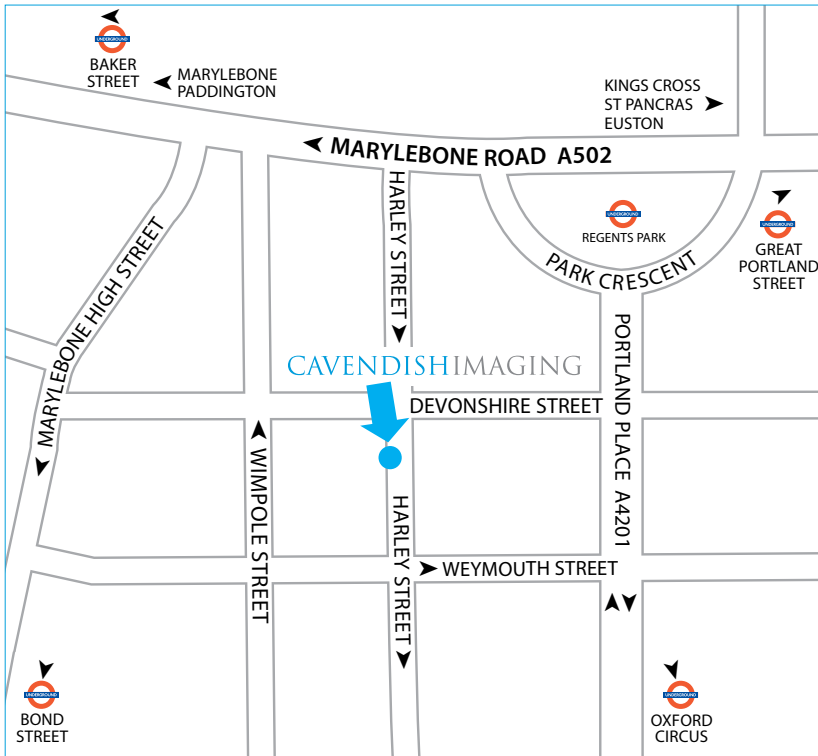 UNDERGROUND
BAKER
STREET
MARYLEBONE
PADDINGTON
KINGS CROSS
ST PANCRAS
EUSTON
MARYLEBONE ROAD A502
HARLEY STREET
UNDERGROUND
REGENTS PARK
UNDERGROUND
GREAT
PORTLAND
STREET
PARK CRESCENT
MARYLEBONE HIGH STREET
PORTLAND PLACE A4201
CAVENDISHIMAGING
DEVONSHIRE STREET
WIMPOLE STREET
HARLEY STREET
WEYMOUTH STREET
UNDERGROUND
BOND
STREET
UNDERGROUND
OXFORD
CIRCUS